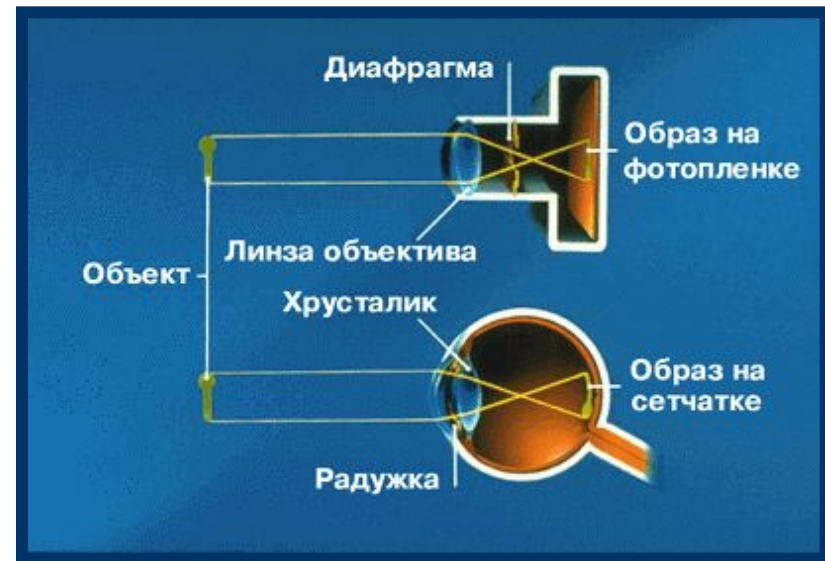 Диафрагма
Образ на
фотопленке
Линза объектива
Объект
Хрусталик
Образ на
сетчатке
Радужка